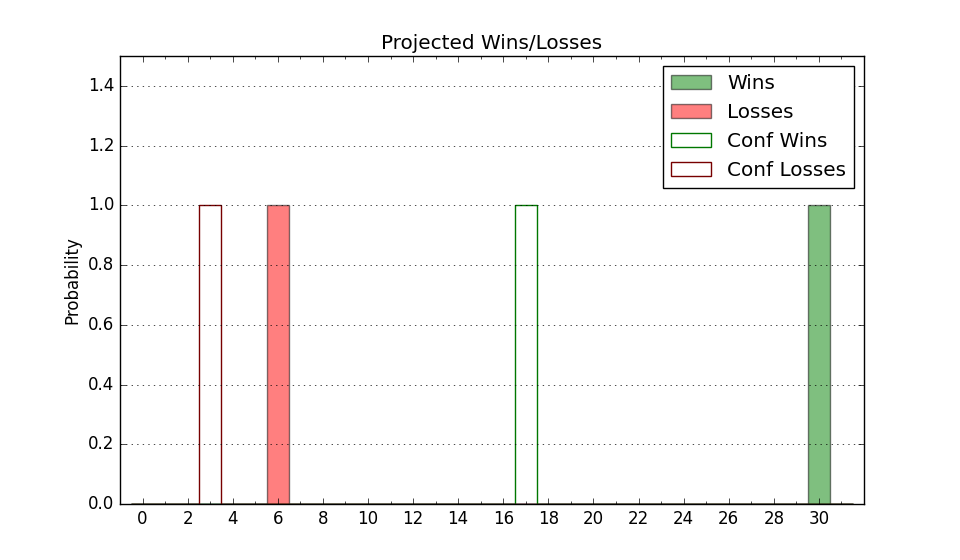 Projected Wins/Losses
Wins
Losses
Conf Wins
Conf Losses
Probability
1.4
1.2
1.0
0.8
0.6
0.4
0.2
0.0
0 2 4 6 8 10 12 14 16 18 20 22 24 26 28 30